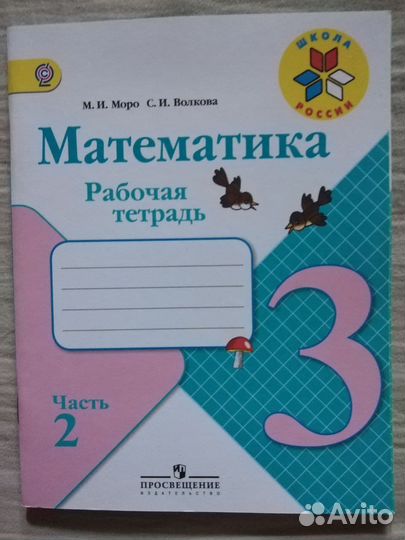 ШКОЛА
РОССИИ
М. И. Моро С. И. Волкова
Математика
Рабочая
тетрадь
3
Часть
2
ПРОСВЕЩЕНИЕ
ИЗДАТЕЛЬСТВО
Avito